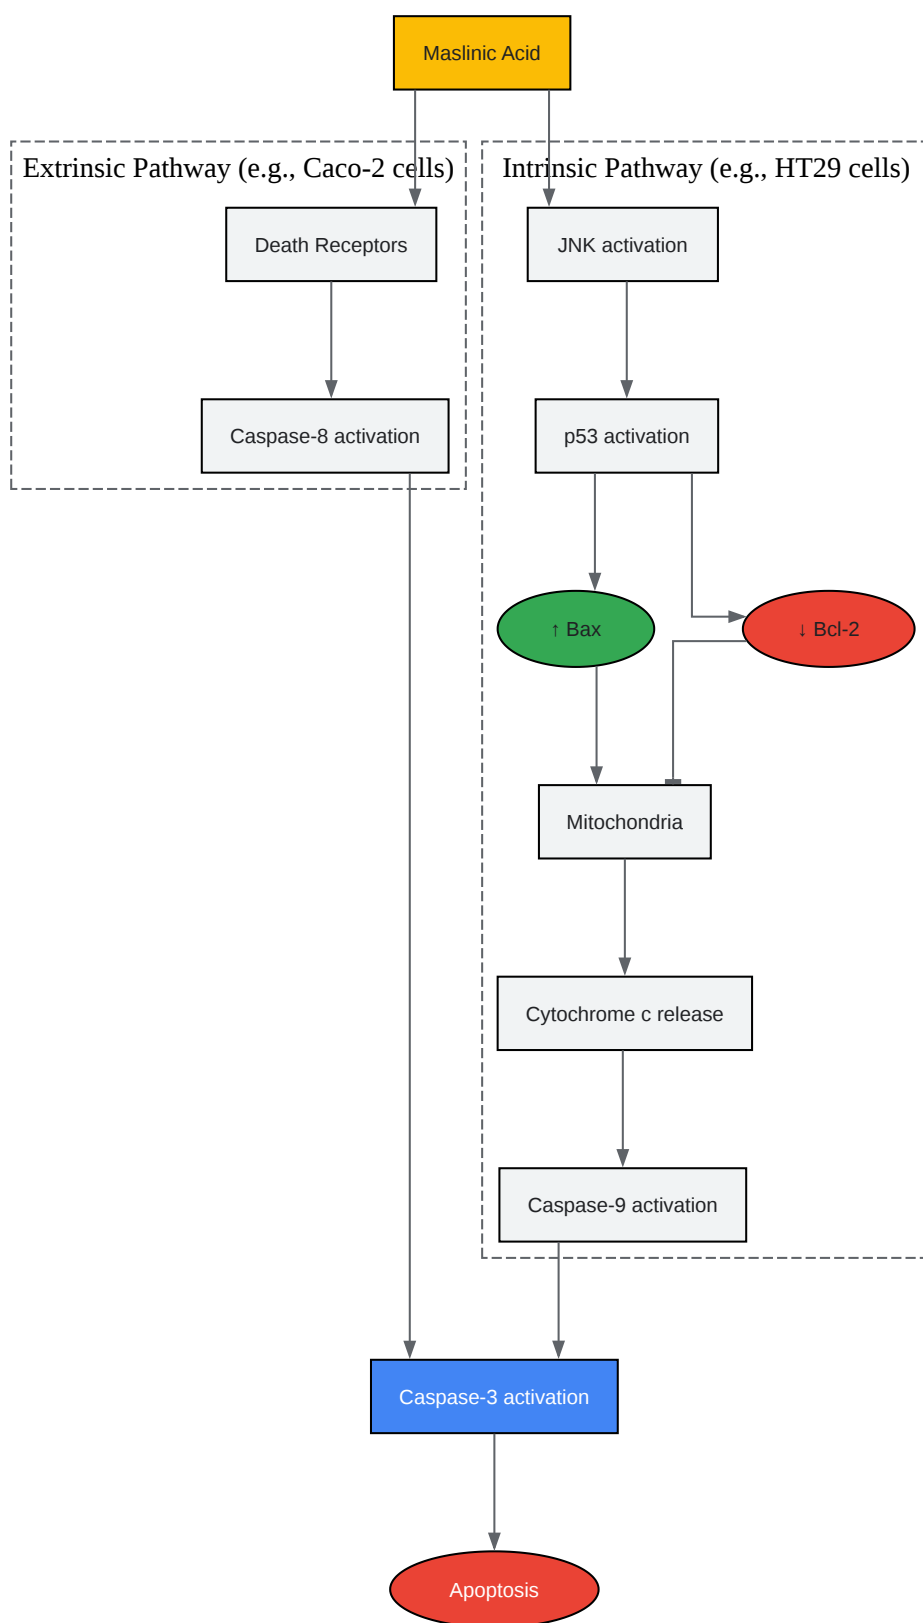 Maslinic Acid
Extrinsic Pathway (e.g., Caco-2 cells)
Intrinsic Pathway (e.g., HT29 cells)
Death Receptors
JNK activation
Caspase-8 activation
p53 activation
↑ Bax
↓ Bcl-2
Mitochondria
Cytochrome c release
Caspase-9 activation
Caspase-3 activation
Apoptosis